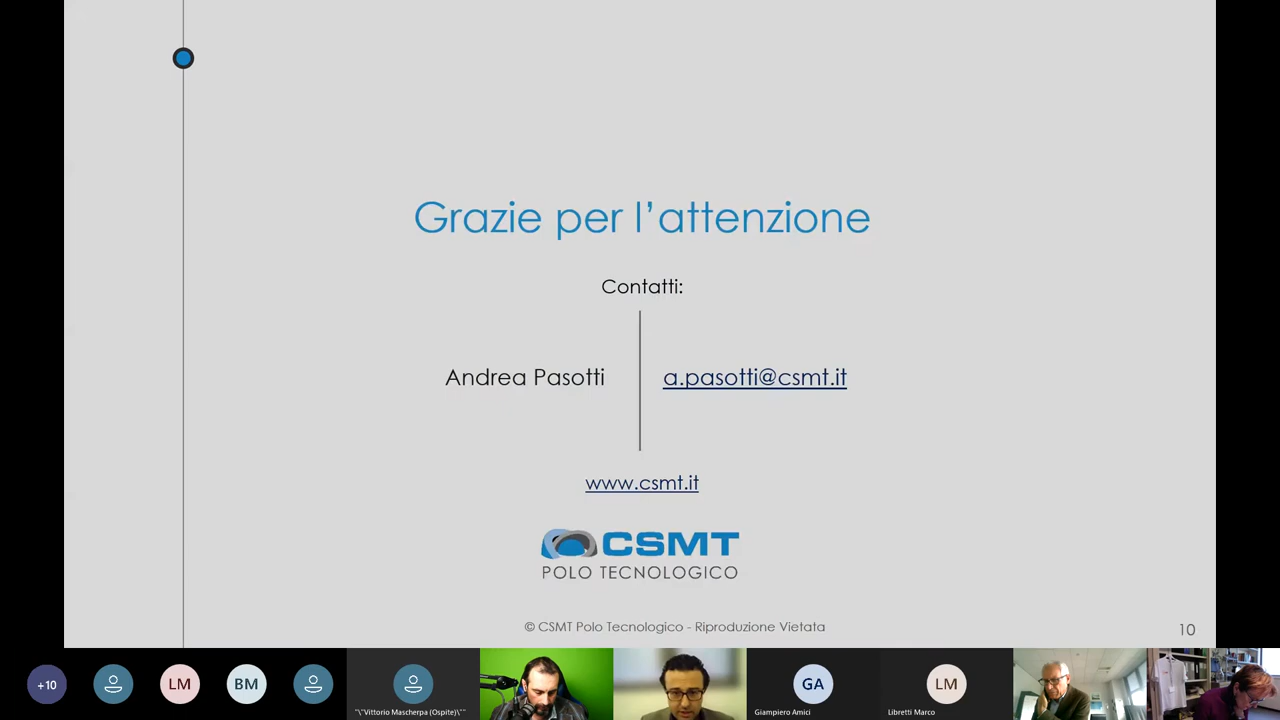 Grazie per l’attenzione
Contatti:
Andrea Pasotti
a.pasotti@csmt.it
www.csmt.it
CSMT
POLO TECNOLOGICO
© CSMT Polo Tecnologico - Riproduzione Vietata
10
+10
LM
BM
"\"Vittorio Mascherpa (Ospite)\""
GA
Giampiero Amici
LM
Libretti Marco